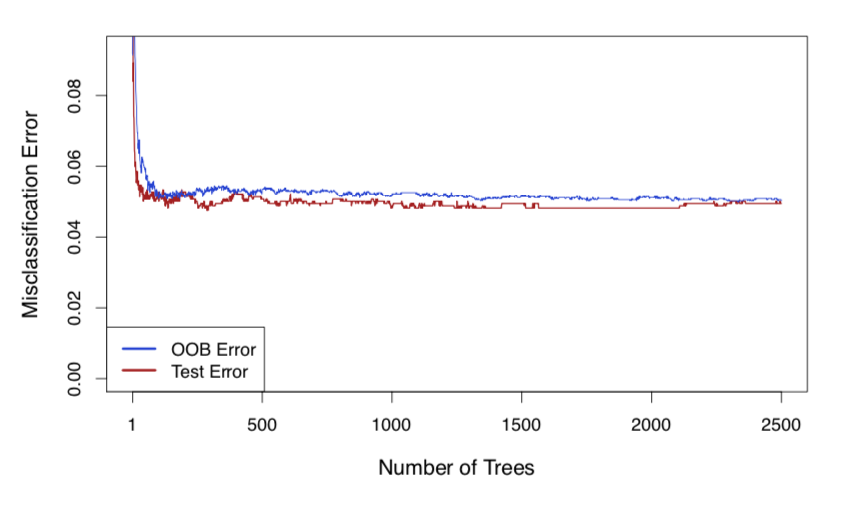 Misclassification Error
0.08
0.06
0.04
0.02
0.00
OOB Error
Test Error
1 500 1000 1500 2000 2500
Number of Trees